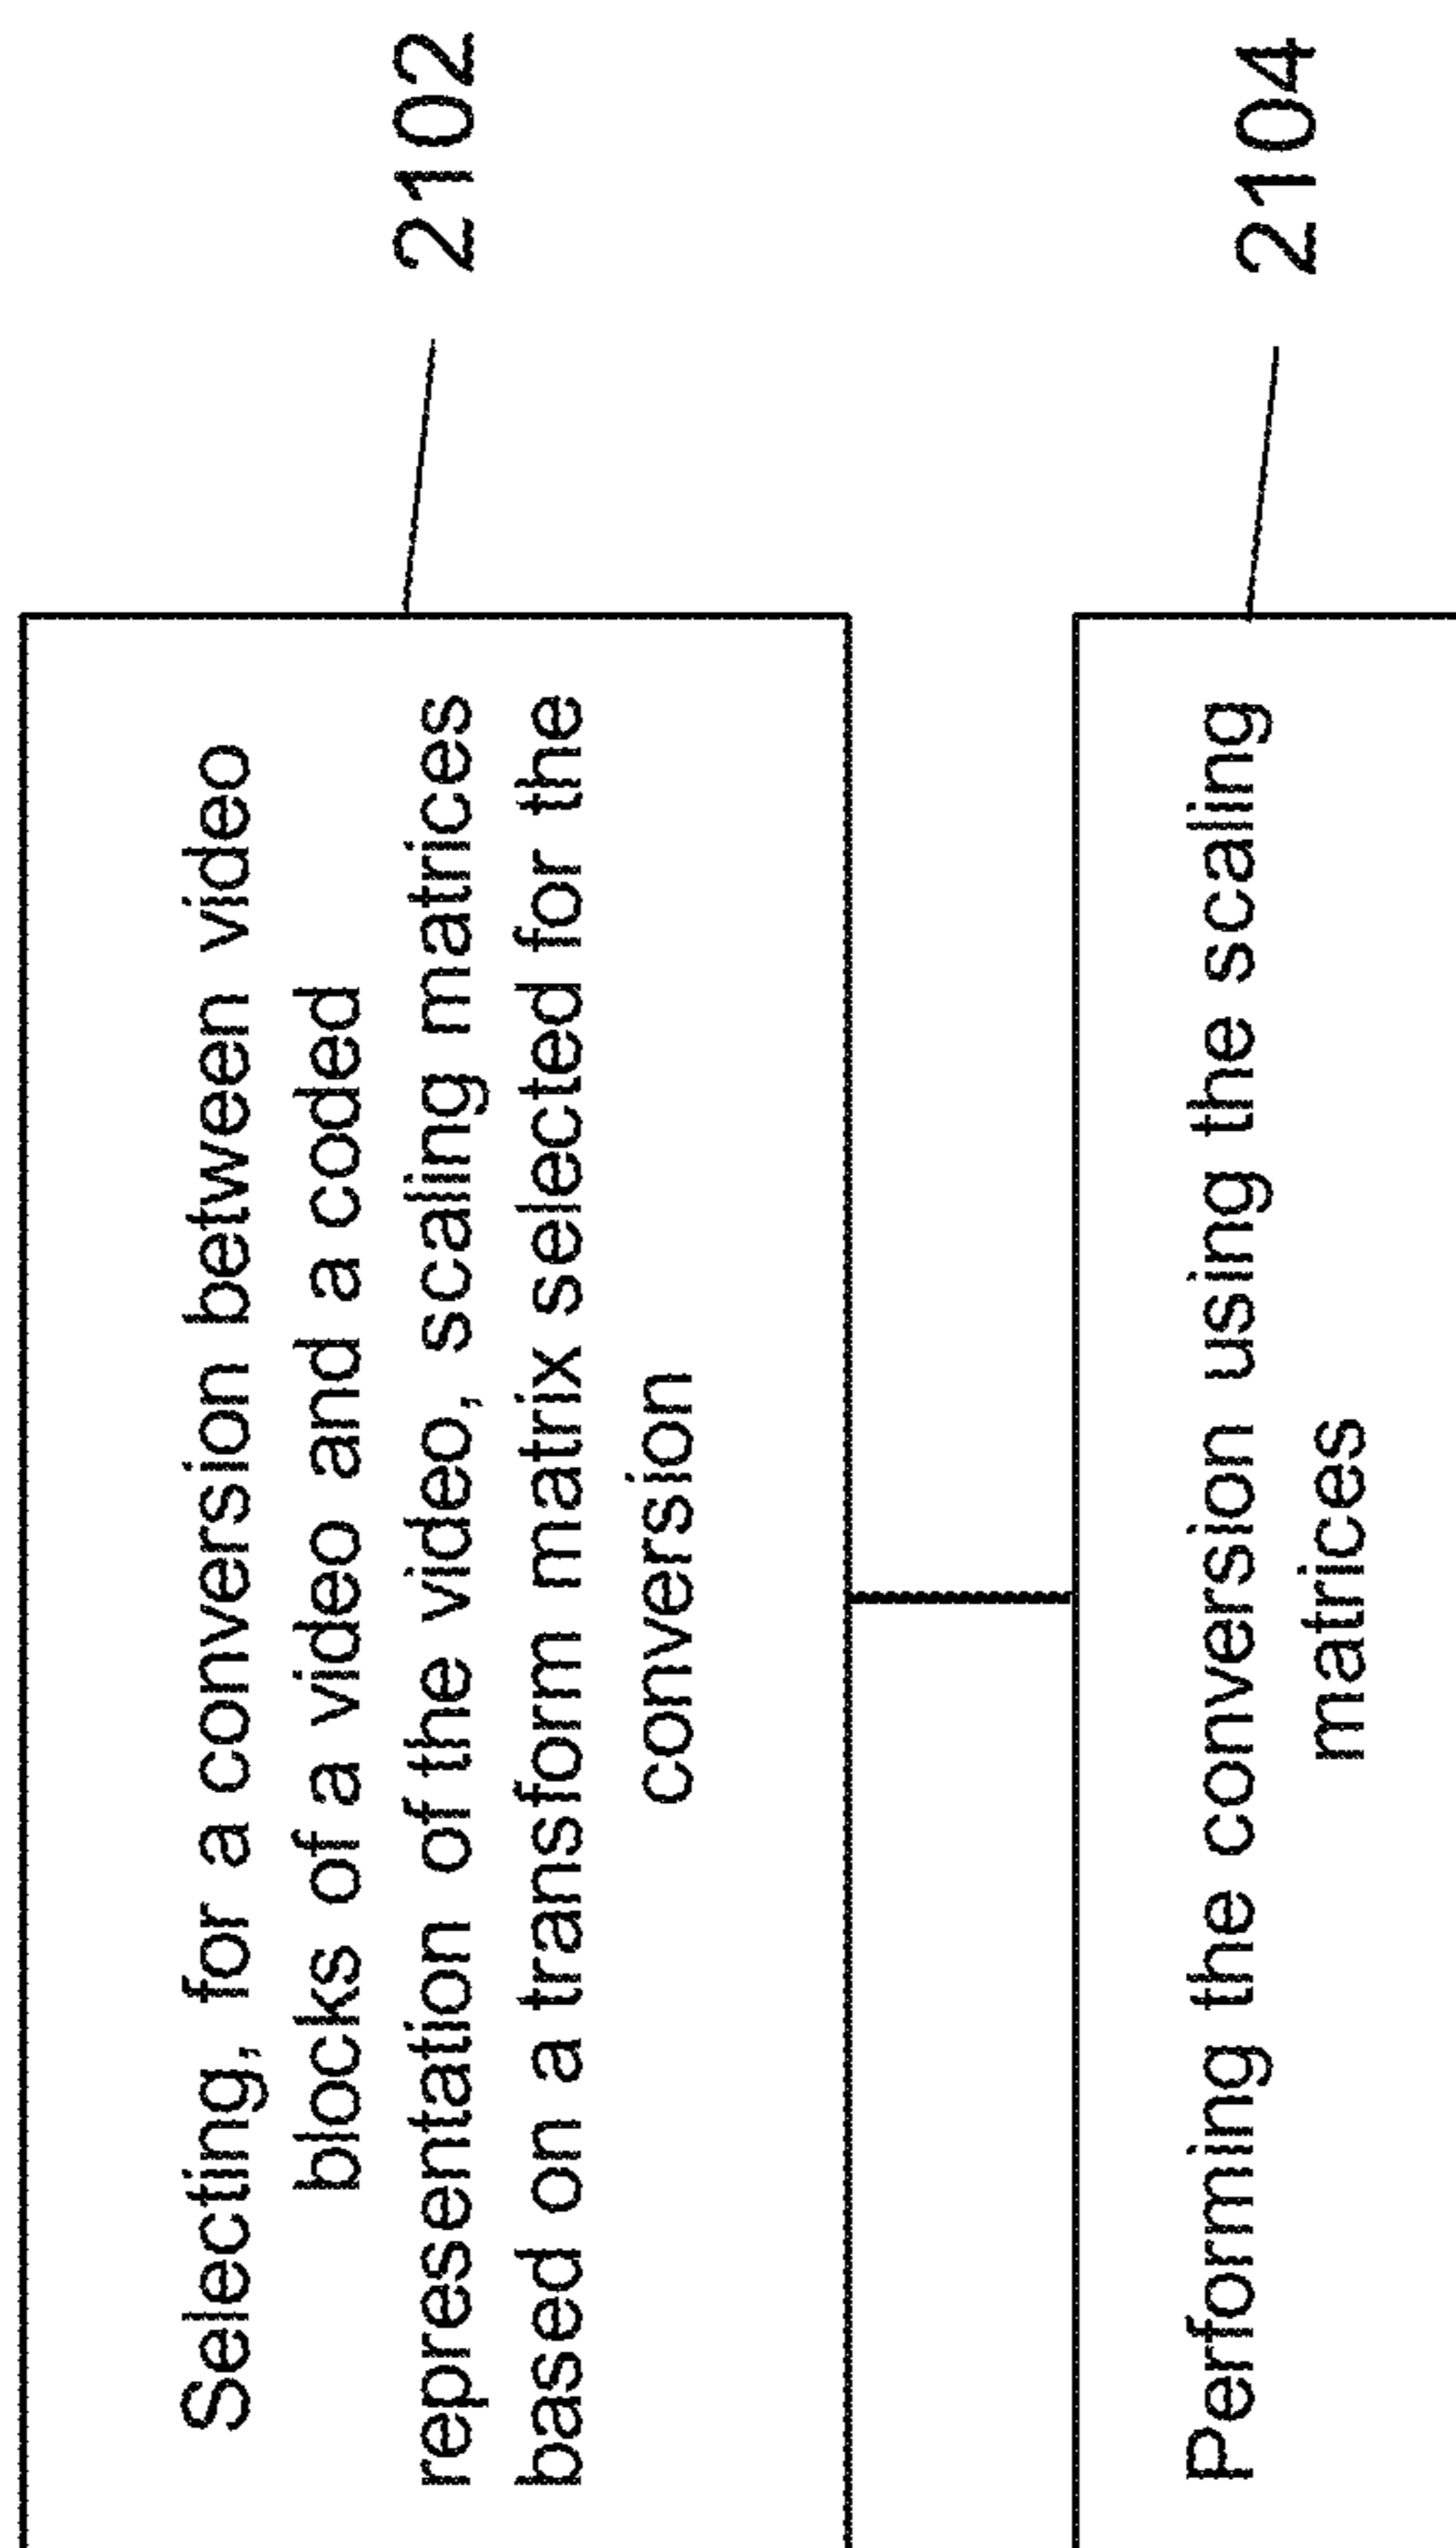 Selecting, for a conversion between video
blocks of a video and a coded
representation of the video, scaling matrices
based on a transform matrix selected for the
conversion
2102
Performing the conversion using the scaling
matrices
2104